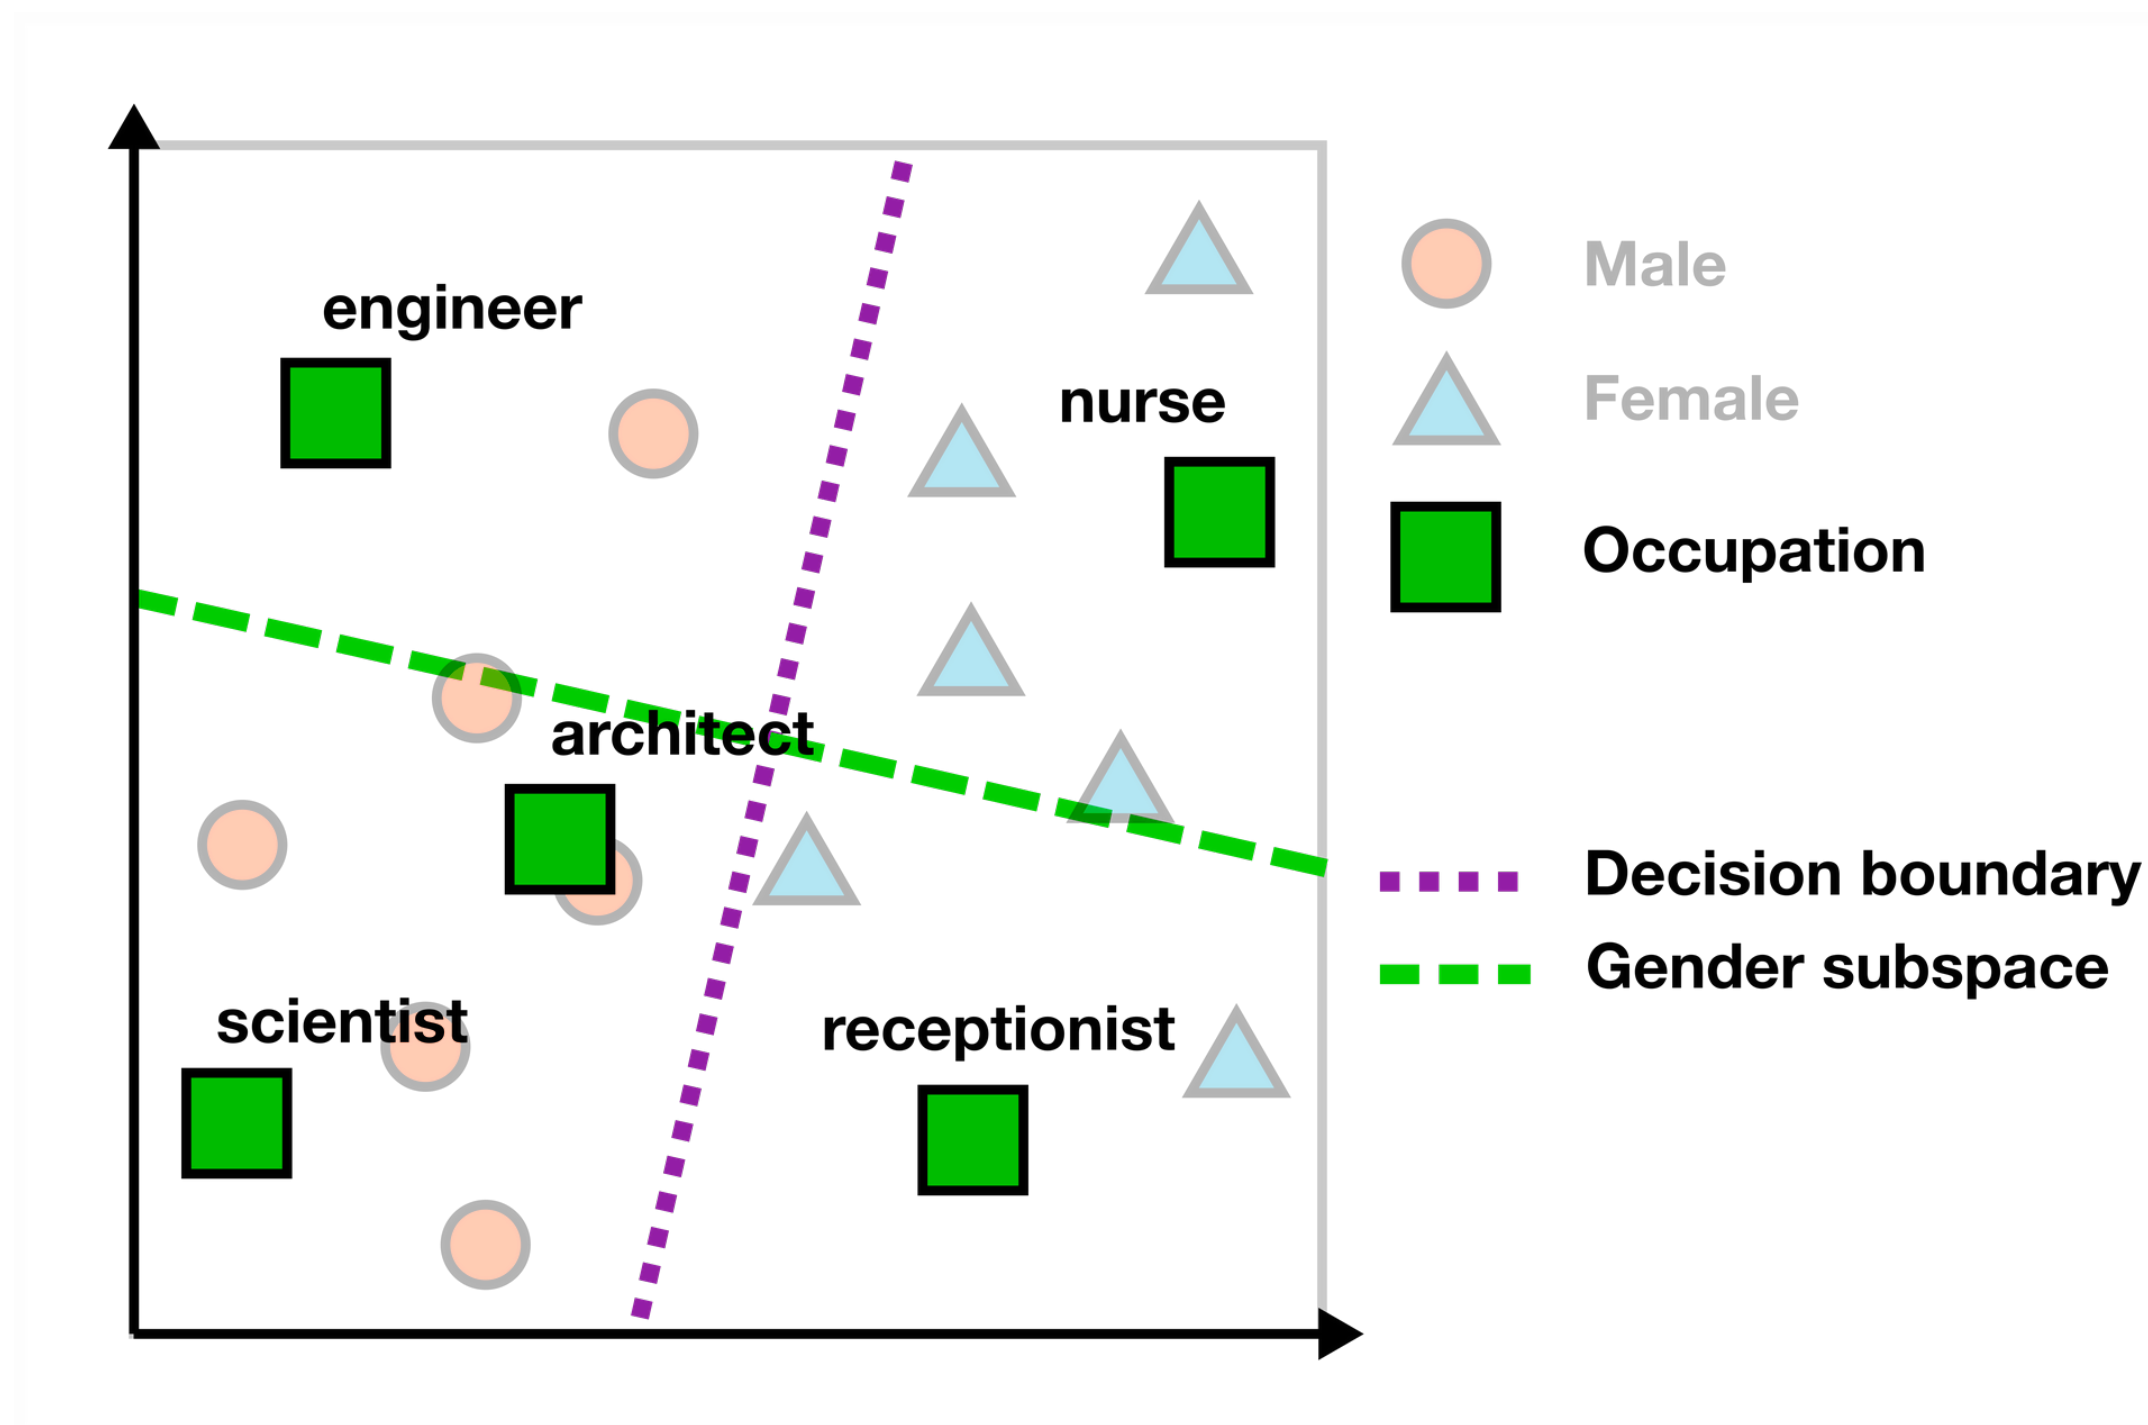 engineer
nurse
architect
scientist
receptionist
Male
Female
Occupation
Decision boundary
Gender subspace